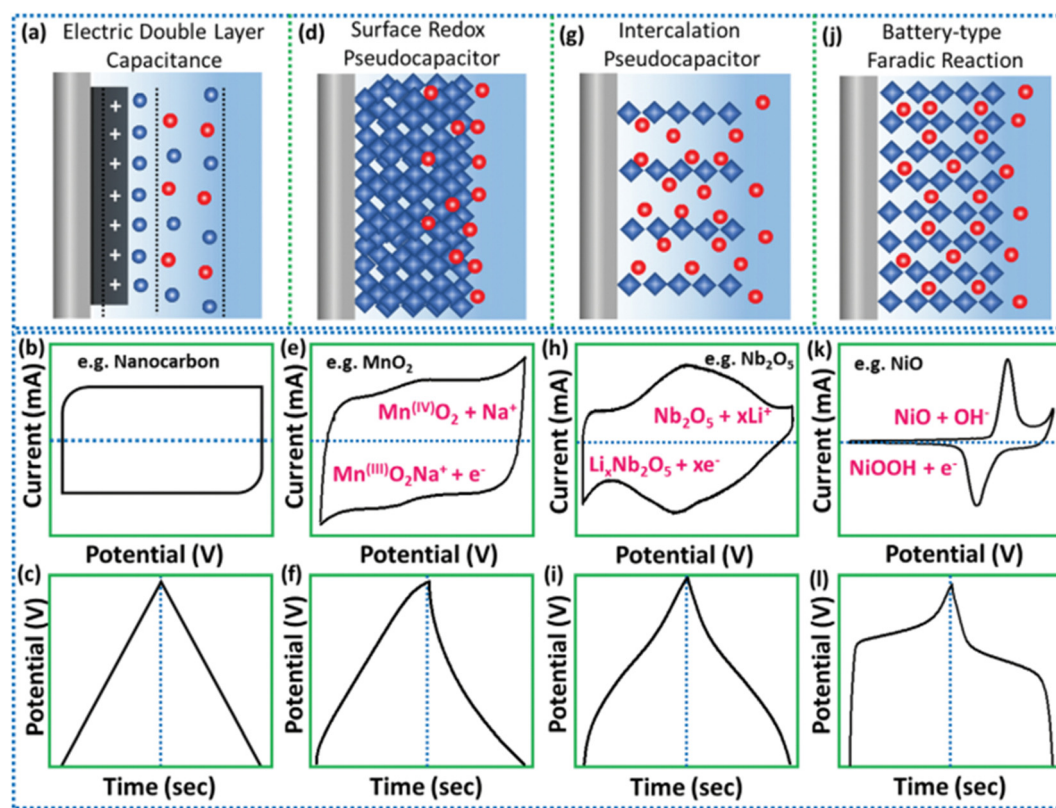 (a) Electric Double Layer
Capacitance
(d) Surface Redox
Pseudocapacitor
(g) Intercalation
Pseudocapacitor
(j) Battery-type
Faradic Reaction
+
+
+
+
+
+
+
(b) e.g. Nanocarbon
Current (mA)
Potential (V)
(e) e.g. MnO₂
Mn⁽ᴵⱽ⁾O₂ + Na⁺
Mn⁽ᴵᴵᴵ⁾O₂Na⁺ + e⁻
Current (mA)
Potential (V)
(h) e.g. Nb₂O₅
Nb₂O₅ + xLi⁺
LiₓNb₂O₅ + xe⁻
Current (mA)
Potential (V)
(k) e.g. NiO
NiO + OH⁻
NiOOH + e⁻
Current (mA)
Potential (V)
(c)
Potential (V)
Time (sec)
(f)
Potential (V)
Time (sec)
(i)
Potential (V)
Time (sec)
(l)
Potential (V)
Time (sec)